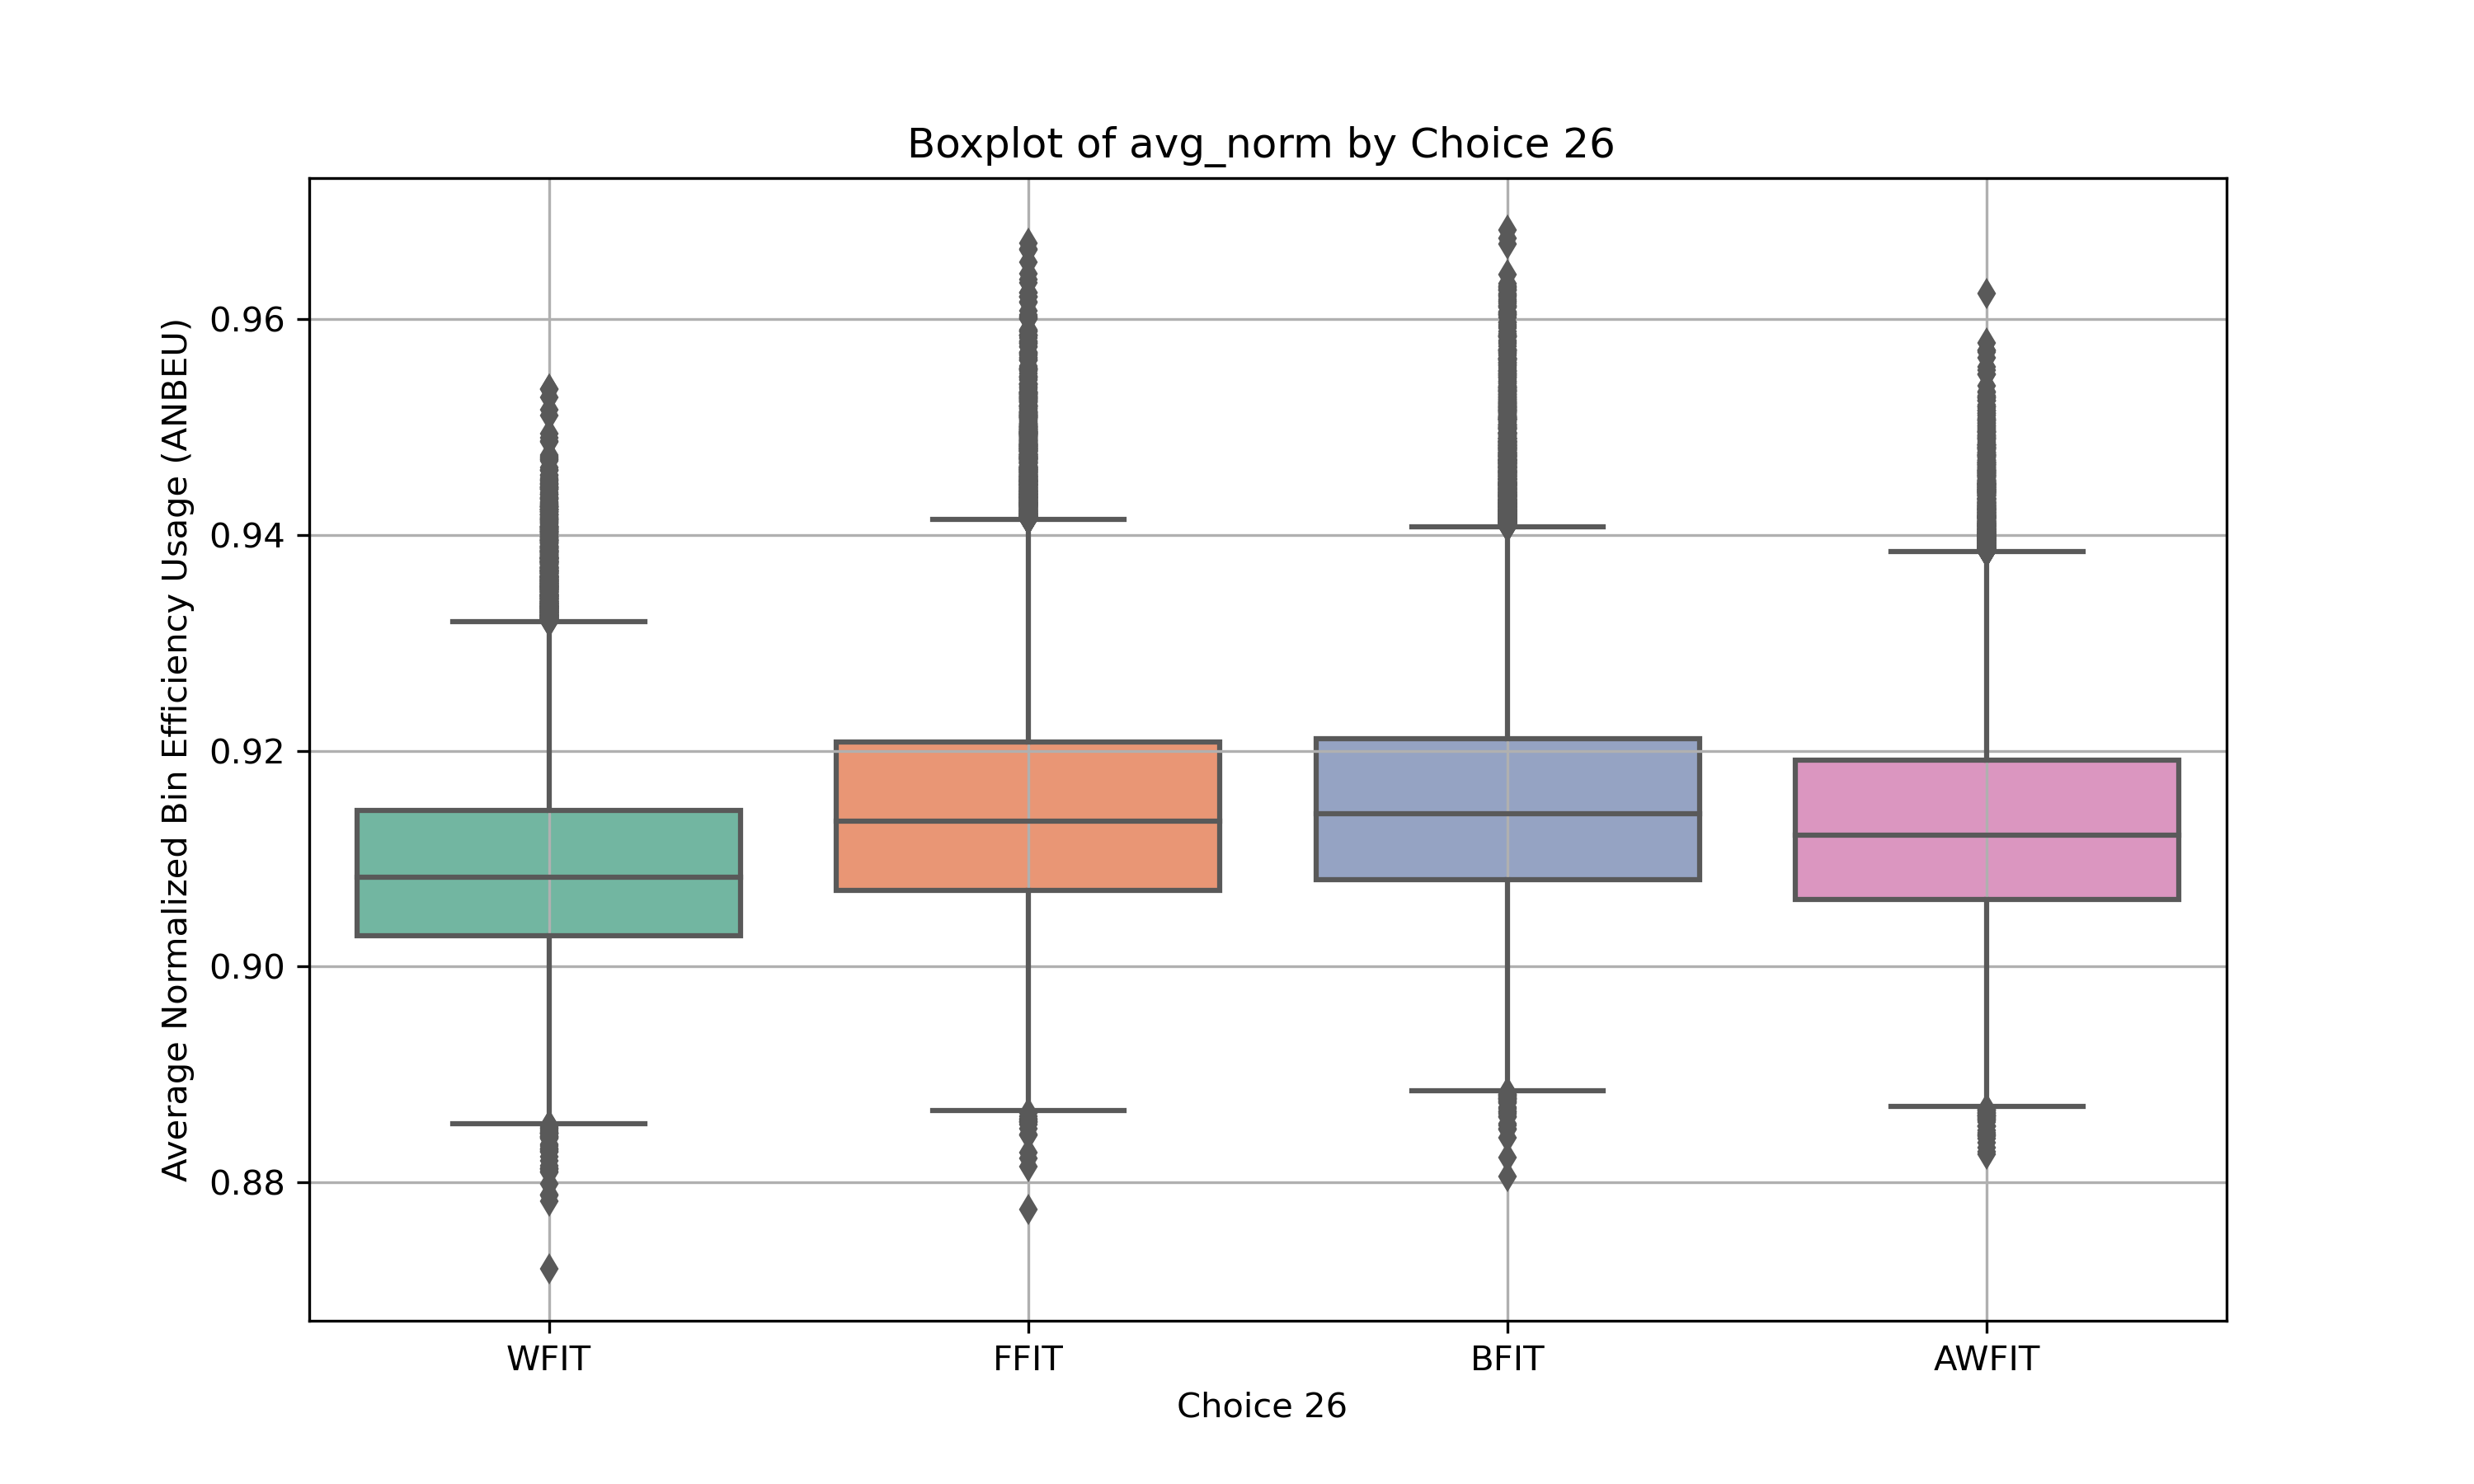 Boxplot of avg_norm by Choice 26
Average Normalized Bin Efficiency Usage (ANBEU)
0.96
0.94
0.92
0.90
0.88
WFIT
FFIT
BFIT
AWFIT
Choice 26